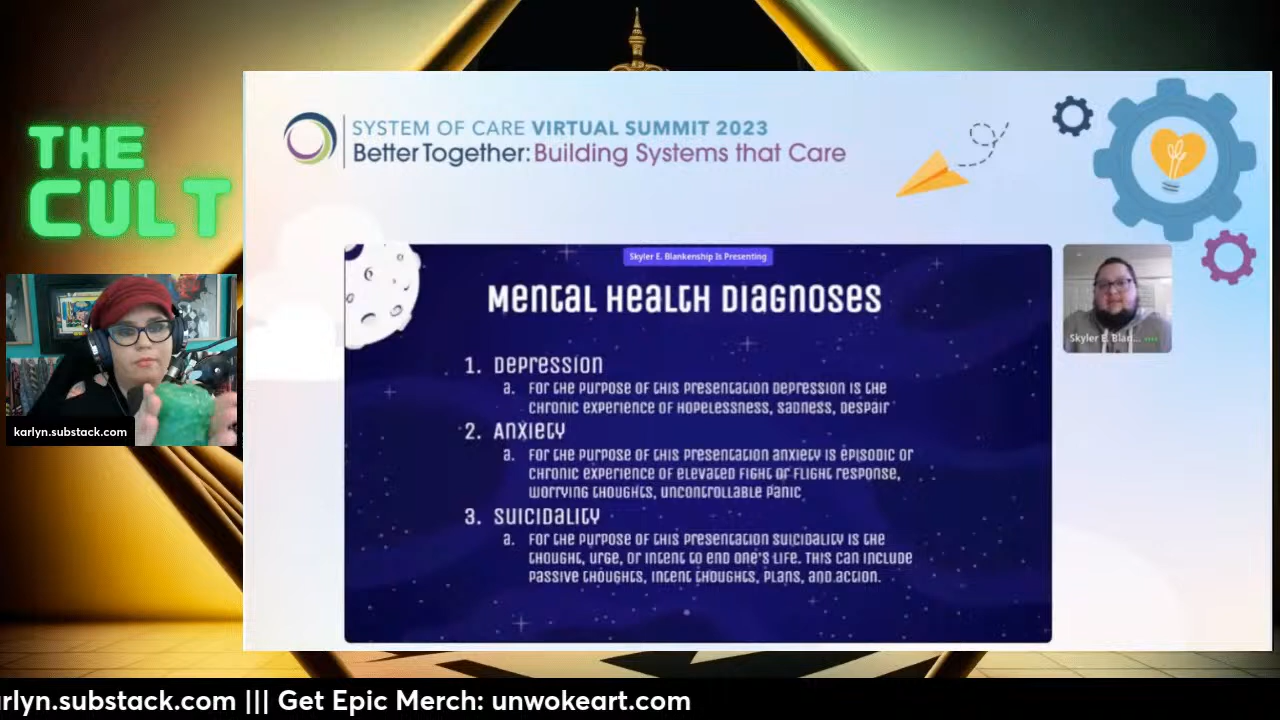 THE
CULT
karlyn.substack.com
SYSTEM OF CARE VIRTUAL SUMMIT 2023
Better Together: Building Systems that Care
Skyler E. Blankenship Is Presenting
Mental Health Diagnoses
1. Depression
a. For the purpose of this presentation depression is the
chronic experience of hopelessness, sadness, despair
2. Anxiety
a. For the purpose of this presentation anxiety is episodic or
chronic experience of elevated fight or flight response,
worrying thoughts, uncontrollable panic
3. Suicidality
a. For the purpose of this presentation suicidality is the
thought, urge, or intent to end one's life. This can include
passive thoughts, intent thoughts, plans, and action.
Skyler E. Blan...
arlyn.substack.com ||| Get Epic Merch: unwokeart.com